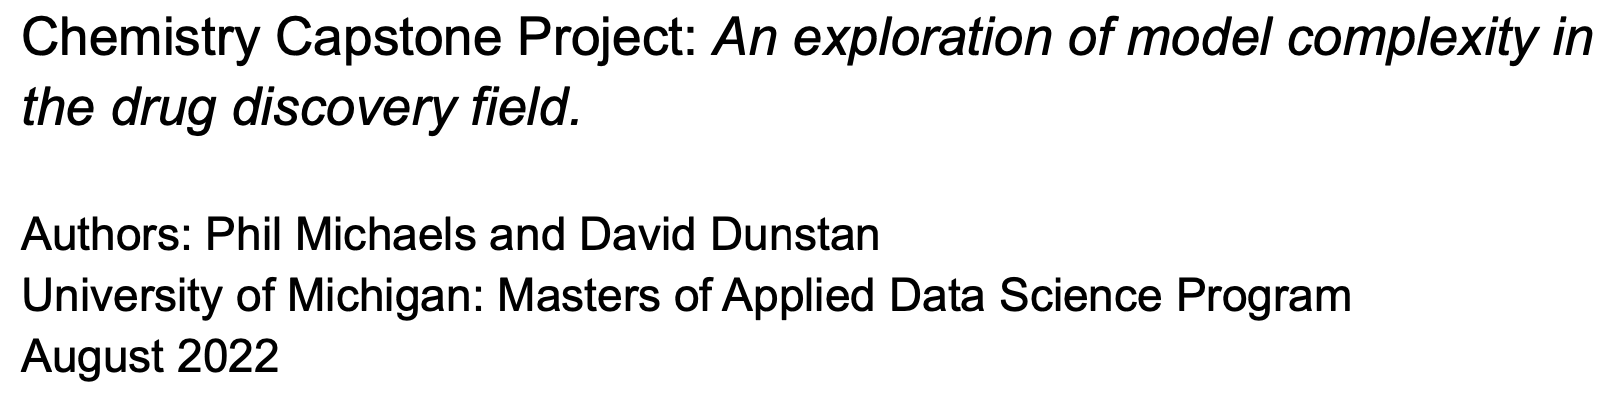 Chemistry Capstone Project: An exploration of model complexity in
the drug discovery field.
Authors: Phil Michaels and David Dunstan
University of Michigan: Masters of Applied Data Science Program
August 2022